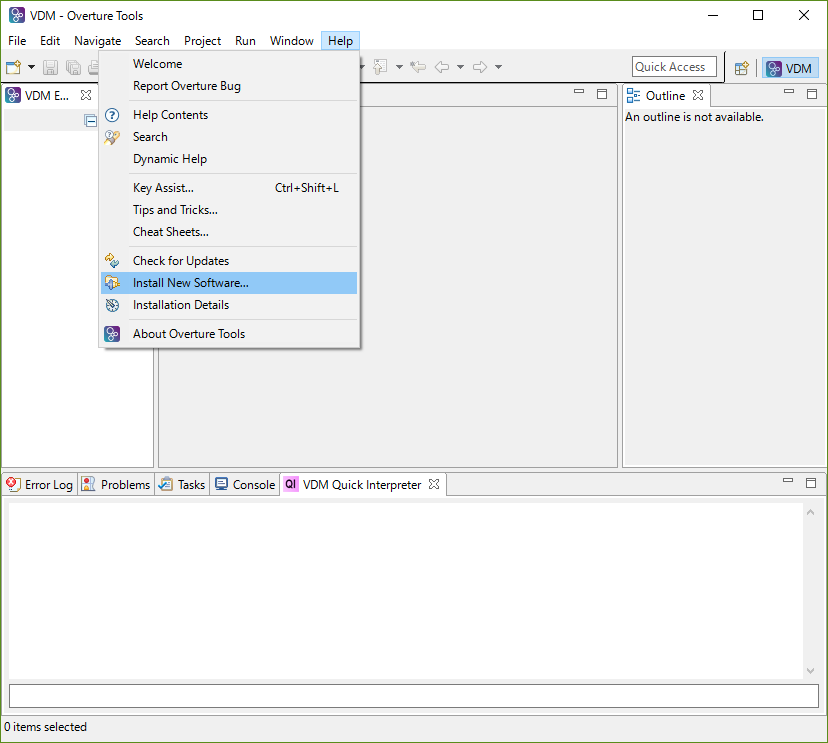 VDM - Overture Tools
File Edit Navigate Search Project Run Window Help
Quick Access
VDM
VDM E...
Welcome
Report Overture Bug
Help Contents
Search
Dynamic Help
Key Assist... Ctrl+Shift+L
Tips and Tricks...
Cheat Sheets...
Check for Updates
Install New Software...
Installation Details
About Overture Tools
Outline
An outline is not available.
Error Log Problems Tasks Console QI VDM Quick Interpreter
0 items selected